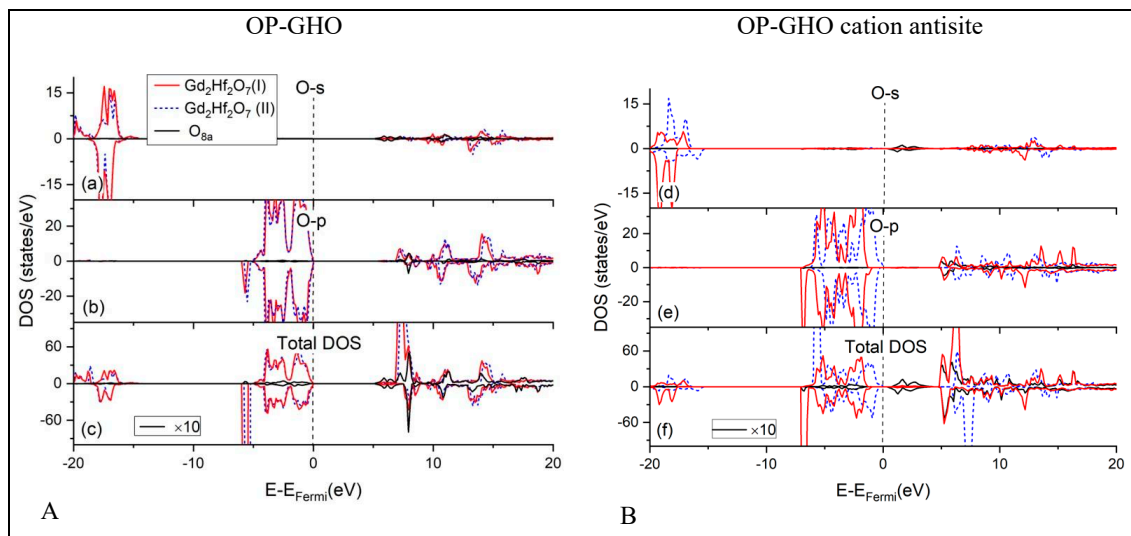 OP-GHO
OP-GHO cation antisite
Gd₂Hf₂O₇(I)
Gd₂Hf₂O₇ (II)
O₈ₐ
O-s
15
0
-15
(a)
O-p
20
0
-20
(b)
Total DOS
60
0
-60
(c)
×10
DOS (states/eV)
-20 -10 0 10 20
E-E_Fermi(eV)
A
O-s
15
0
-15
(d)
O-p
20
0
-20
(e)
Total DOS
60
0
-60
(f)
×10
DOS (states/eV)
-20 -10 0 10 20
E-E_Fermi(eV)
B